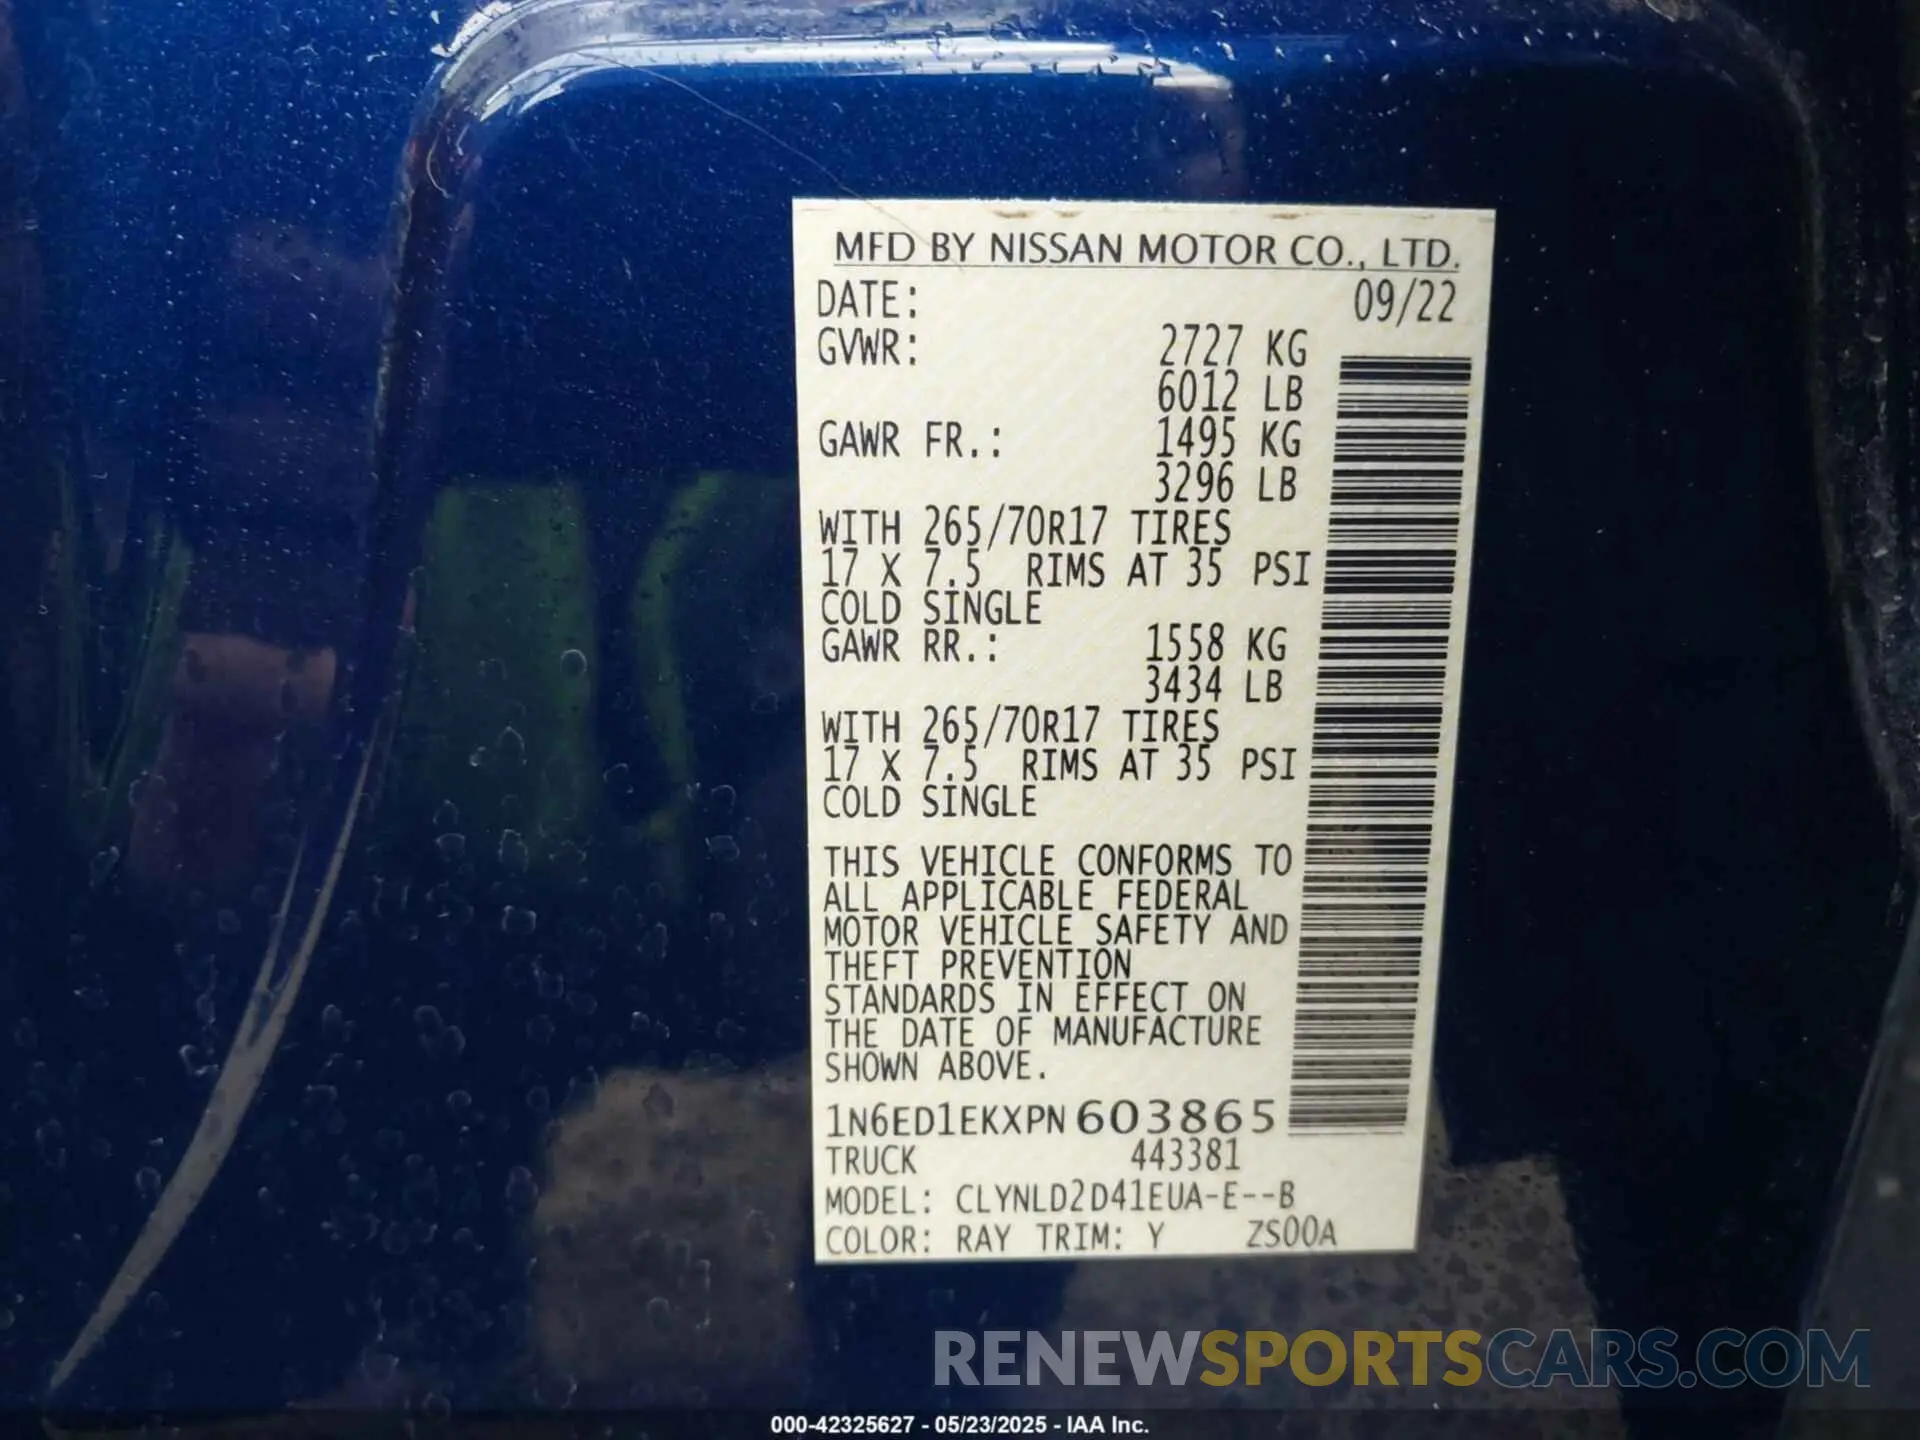 MFD BY NISSAN MOTOR CO., LTD.
DATE: 09/22
GVWR: 2727 KG
6012 LB
GAWR FR.: 1495 KG
3296 LB
WITH 265/70R17 TIRES
17 X 7.5 RIMS AT 35 PSI
COLD SINGLE
GAWR RR.: 1558 KG
3434 LB
WITH 265/70R17 TIRES
17 X 7.5 RIMS AT 35 PSI
COLD SINGLE
THIS VEHICLE CONFORMS TO
ALL APPLICABLE FEDERAL
MOTOR VEHICLE SAFETY AND
THEFT PREVENTION
STANDARDS IN EFFECT ON
THE DATE OF MANUFACTURE
SHOWN ABOVE.
1N6ED1EKXPN603865
TRUCK 443381
MODEL: CLYNLD2D41EUA-E--B
COLOR: RAY TRIM: Y ZS00A
RENEWSPORTSCARS.COM
000-42325627 - 05/23/2025 - IAA Inc.